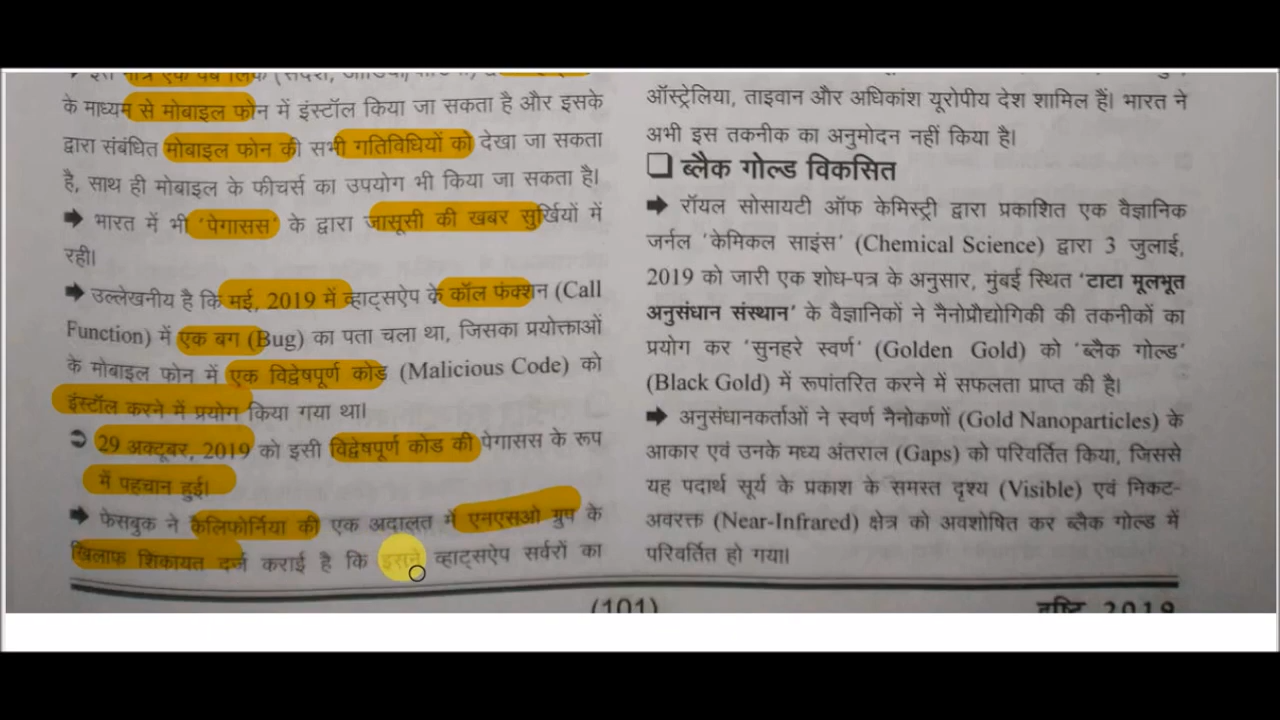 इस मात्र एक वेब लिंक
के माध्यम से मोबाइल फोन में इंस्टॉल किया जा सकता है और इसके
द्वारा संबंधित मोबाइल फोन की सभी गतिविधियों को देखा जा सकता
है, साथ ही मोबाइल के फीचर्स का उपयोग भी किया जा सकता है।
➡ भारत में भी 'पेगासस' के द्वारा जासूसी की खबर सुर्खियों में
रही।
➡ उल्लेखनीय है कि मई, 2019 में व्हाट्सऐप के कॉल फंक्शन (Call
Function) में एक बग (Bug) का पता चला था, जिसका प्रयोक्ताओं
के मोबाइल फोन में एक विद्वेषपूर्ण कोड (Malicious Code) को
इंस्टॉल करने में प्रयोग किया गया था।
➲ 29 अक्टूबर, 2019 को इसी विद्वेषपूर्ण कोड की पेगासस के रूप
में पहचान हुई।
➡ फेसबुक ने कैलिफोर्निया की एक अदालत में एनएसओ ग्रुप के
खिलाफ शिकायत दर्ज कराई है कि इसने व्हाट्सऐप सर्वरों का
ऑस्ट्रेलिया, ताइवान और अधिकांश यूरोपीय देश शामिल हैं। भारत ने
अभी इस तकनीक का अनुमोदन नहीं किया है।
❑ ब्लैक गोल्ड विकसित
➡ रॉयल सोसायटी ऑफ केमिस्ट्री द्वारा प्रकाशित एक वैज्ञानिक
जर्नल 'केमिकल साइंस' (Chemical Science) द्वारा 3 जुलाई,
2019 को जारी एक शोध-पत्र के अनुसार, मुंबई स्थित 'टाटा मूलभूत
अनुसंधान संस्थान' के वैज्ञानिकों ने नैनोप्रौद्योगिकी की तकनीकों का
प्रयोग कर 'सुनहरे स्वर्ण' (Golden Gold) को 'ब्लैक गोल्ड'
(Black Gold) में रूपांतरित करने में सफलता प्राप्त की है।
➡ अनुसंधानकर्ताओं ने स्वर्ण नैनोकणों (Gold Nanoparticles) के
आकार एवं उनके मध्य अंतराल (Gaps) को परिवर्तित किया, जिससे
यह पदार्थ सूर्य के प्रकाश के समस्त दृश्य (Visible) एवं निकट-
अवरक्त (Near-Infrared) क्षेत्र को अवशोषित कर ब्लैक गोल्ड में
परिवर्तित हो गया।
(101)
दृष्टि 2019